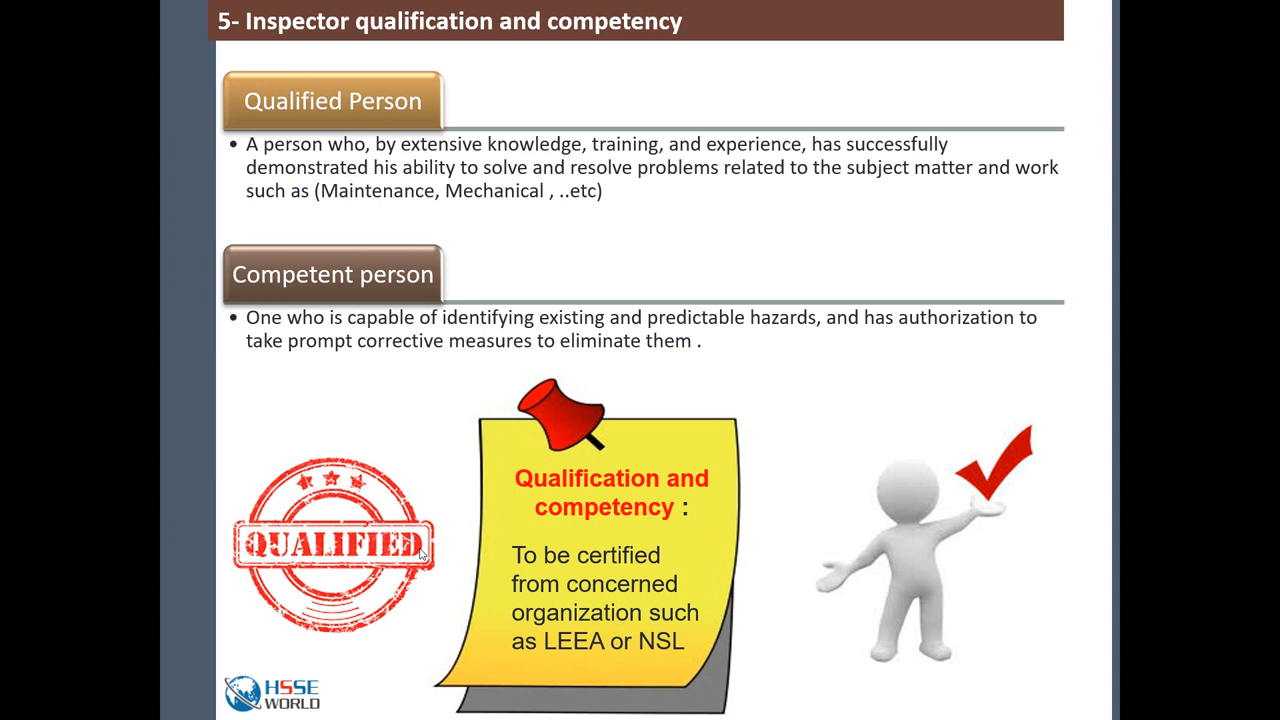 5- Inspector qualification and competency
Qualified Person
• A person who, by extensive knowledge, training, and experience, has successfully
demonstrated his ability to solve and resolve problems related to the subject matter and work
such as (Maintenance, Mechanical , ..etc)
Competent person
• One who is capable of identifying existing and predictable hazards, and has authorization to
take prompt corrective measures to eliminate them .
QUALIFIED
Qualification and
competency :
To be certified
from concerned
organization such
as LEEA or NSL
HSSE
WORLD